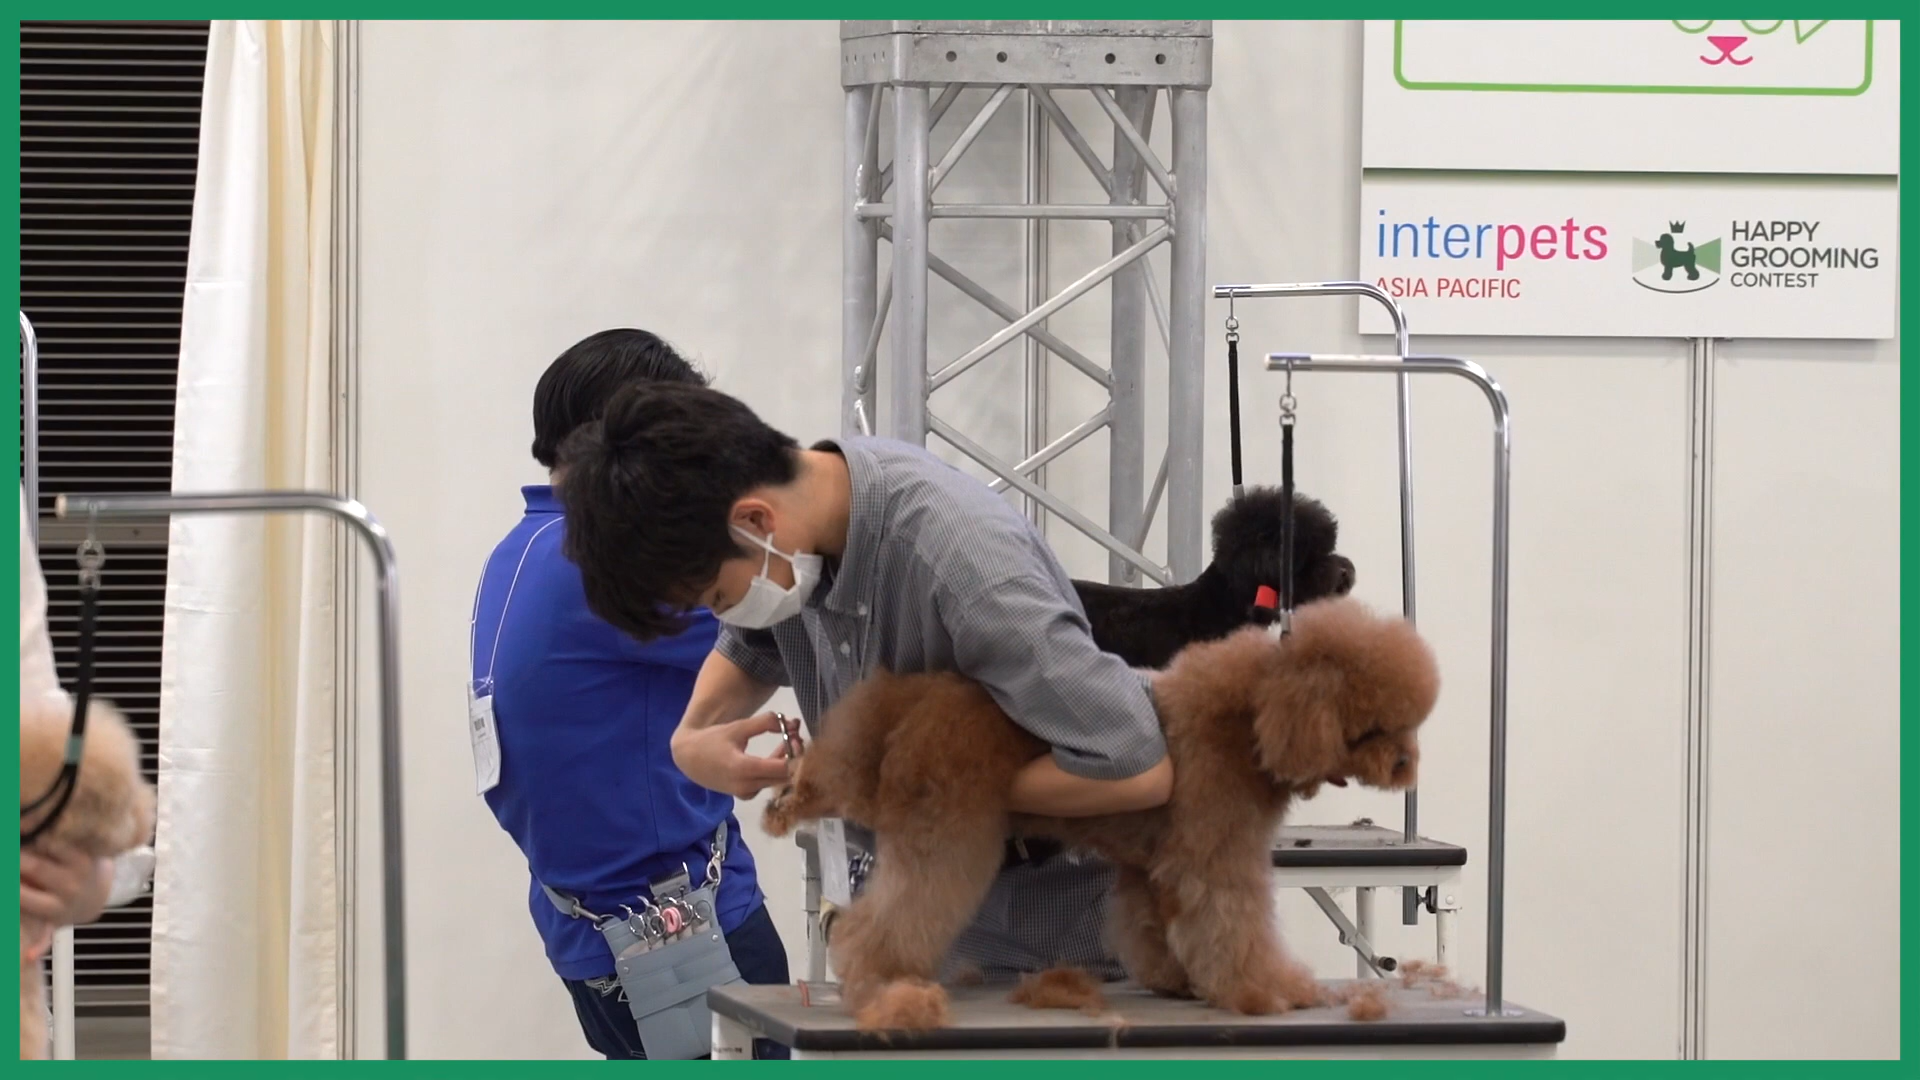 interpets
ASIA PACIFIC
HAPPY
GROOMING
CONTEST